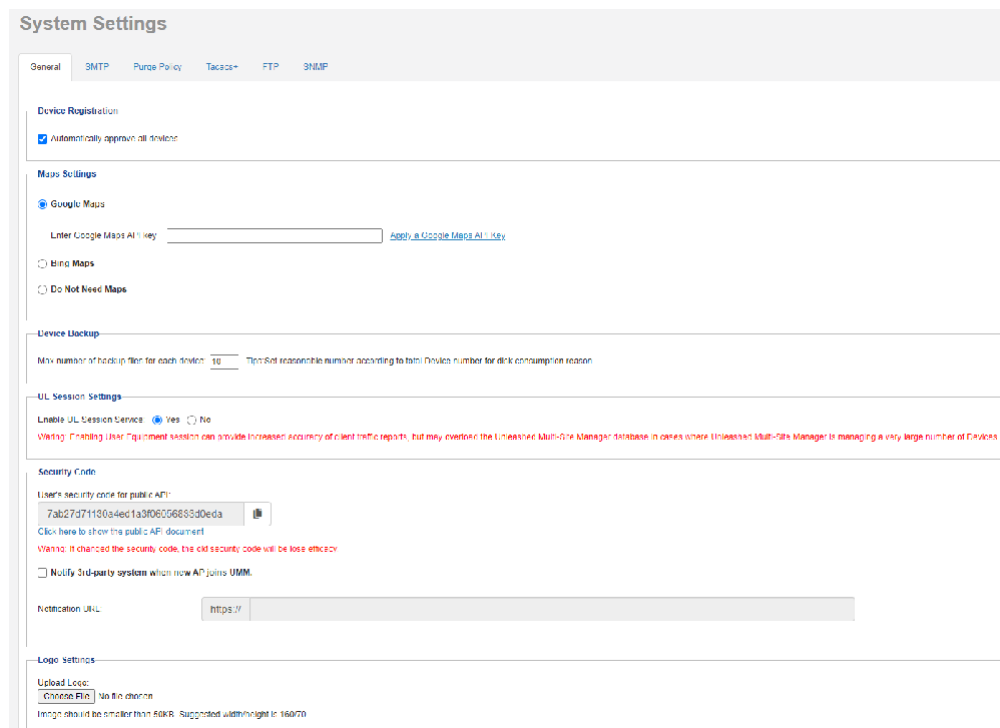 System Settings
General SMTP Purge Policy Tacacs+ FTP SNMP
Device Registration
Automatically approve all devices
Maps Settings
Google Maps
Enter Google Maps API key Apply a Google Maps API Key
Bing Maps
Do Not Need Maps
Device Backup
Max number of backup files for each device: 10 Tips:Set reasonable number according to total Device number for disk consumption reason
UE Session Settings
Enable UE Session Service Yes No
Waring: Enabling User Equipment session can provide increased accuracy of client traffic reports, but may overload the Unleashed Multi-Site Manager database in cases where Unleashed Multi-Site Manager is managing a very large number of Devices
Security Code
User's security code for public API:
7ab27d71130a4ed1a3f06056883d0eda
Click here to show the public API document
Waring: If changed the security code, the old security code will be lose efficacy
Notify 3rd-party system when new AP joins UMM.
Notification URL https://
Logo Settings
Upload Logo:
Choose File No file chosen
Image should be smaller than 50KB. Suggested width/height is 160/70